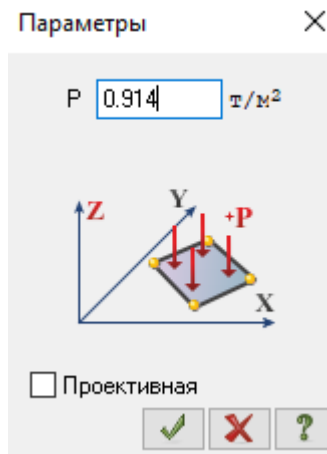 Параметры
P 0.914 т/м²
Z
Y
+P
X
Проективная
?